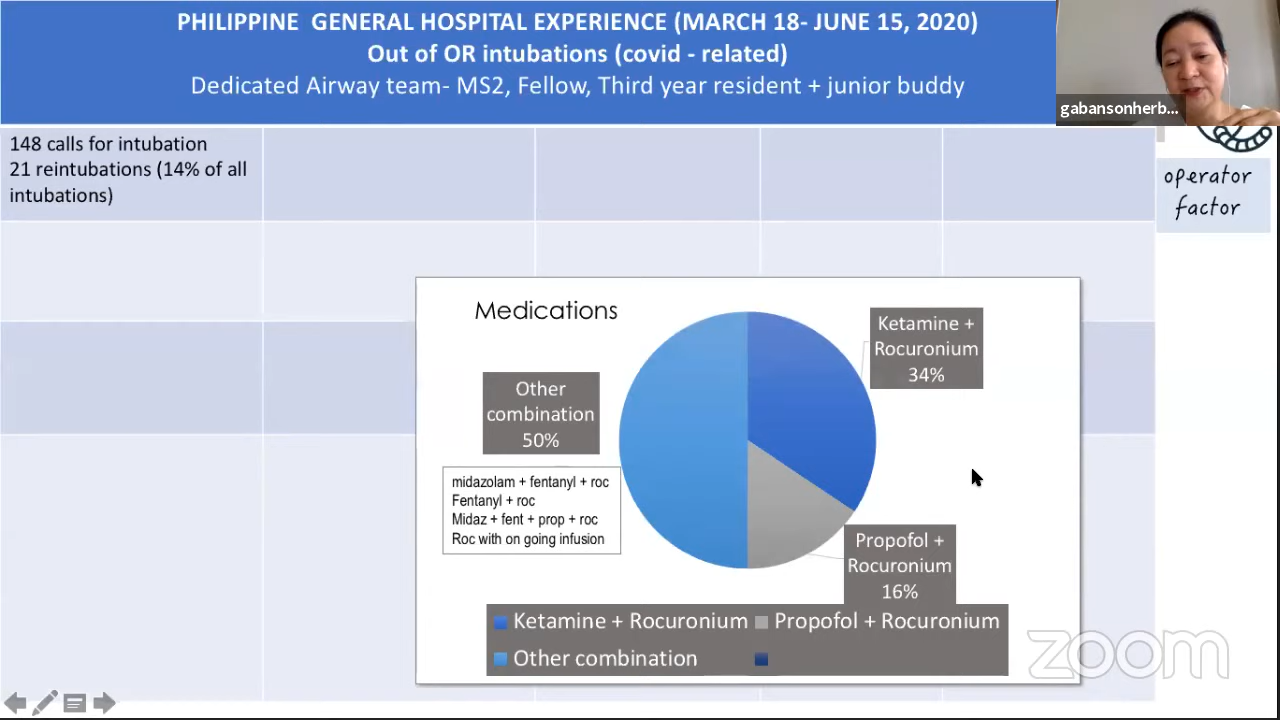 PHILIPPINE GENERAL HOSPITAL EXPERIENCE (MARCH 18- JUNE 15, 2020)
Out of OR intubations (covid - related)
Dedicated Airway team- MS2, Fellow, Third year resident + junior buddy
gabansonherb...
148 calls for intubation
21 reintubations (14% of all
intubations)
operator
factor
Medications
Ketamine +
Rocuronium
34%
Other
combination
50%
midazolam + fentanyl + roc
Fentanyl + roc
Midaz + fent + prop + roc
Roc with on going infusion
Propofol +
Rocuronium
16%
Ketamine + Rocuronium
Propofol + Rocuronium
Other combination
zoom